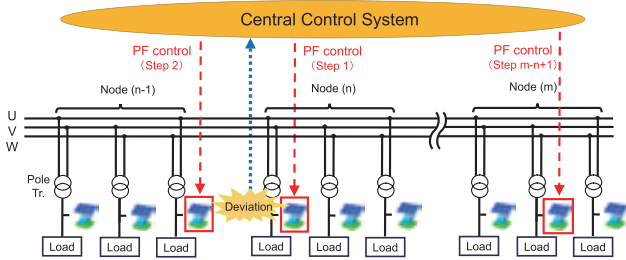 Central Control System
PF control
(Step 2)
PF control
(Step 1)
PF control
(Step m-n+1)
Node (n-1)
Node (n)
Node (m)
U
V
W
Pole
Tr.
Deviation
Load
Load
Load
Load
Load
Load
Load
Load
Load